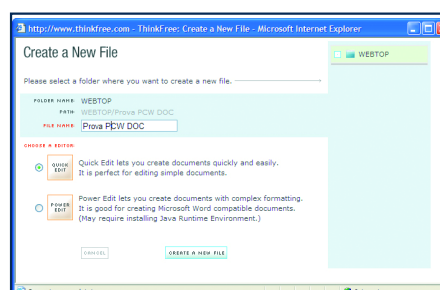 http://www.thinkfree.com - ThinkFree: Create a New File - Microsoft Internet Explorer
Create a New File
WEBTOP
Please select a folder where you want to create a new file.
FOLDER NAME WEBTOP
PATH WEBTOP/Prova PCW DOC
FILE NAME Prova PCW DOC
CHOOSE A EDITOR
QUICK EDIT
Quick Edit lets you create documents quickly and easily.
It is perfect for editing simple documents.
POWER EDIT
Power Edit lets you create documents with complex formatting.
It is good for creating Microsoft Word compatible documents.
(May require installing Java Runtime Environment.)
CANCEL
CREATE A NEW FILE